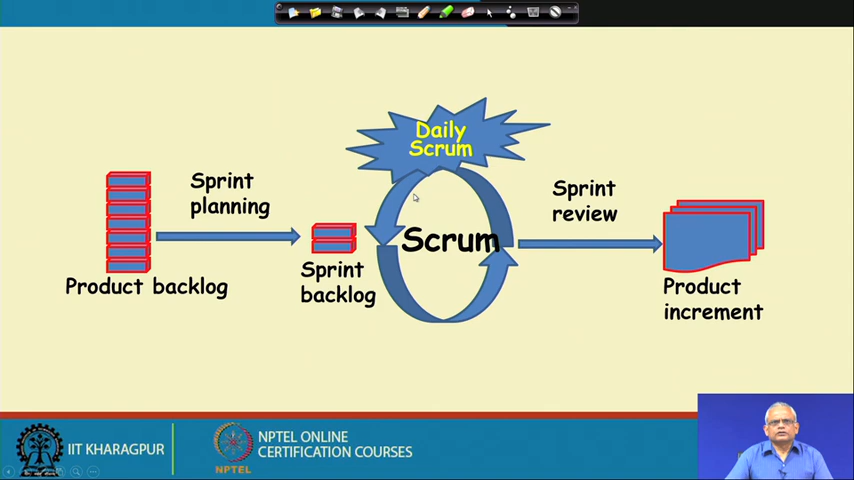 Daily
Scrum
Sprint
planning
Sprint
review
Scrum
Sprint
backlog
Product backlog
Product
increment
IIT KHARAGPUR
NPTEL
NPTEL ONLINE
CERTIFICATION COURSES